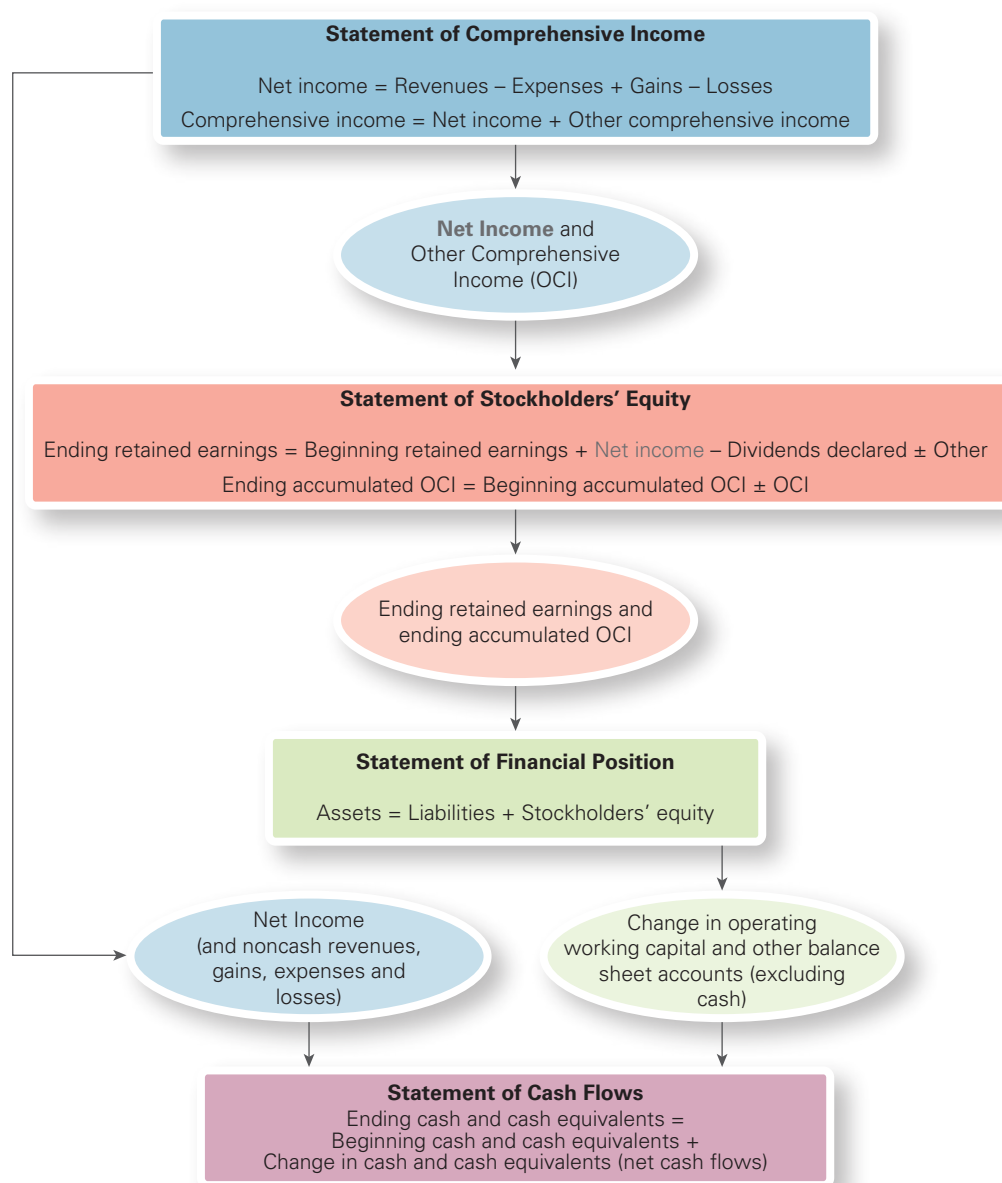 Statement of Comprehensive Income
Net income = Revenues – Expenses + Gains – Losses
Comprehensive income = Net income + Other comprehensive income
Net Income and
Other Comprehensive
Income (OCI)
Statement of Stockholders’ Equity
Ending retained earnings = Beginning retained earnings + Net income – Dividends declared ± Other
Ending accumulated OCI = Beginning accumulated OCI ± OCI
Ending retained earnings and
ending accumulated OCI
Statement of Financial Position
Assets = Liabilities + Stockholders’ equity
Net Income
(and noncash revenues,
gains, expenses and
losses)
Change in operating
working capital and other balance
sheet accounts (excluding
cash)
Statement of Cash Flows
Ending cash and cash equivalents =
Beginning cash and cash equivalents +
Change in cash and cash equivalents (net cash flows)